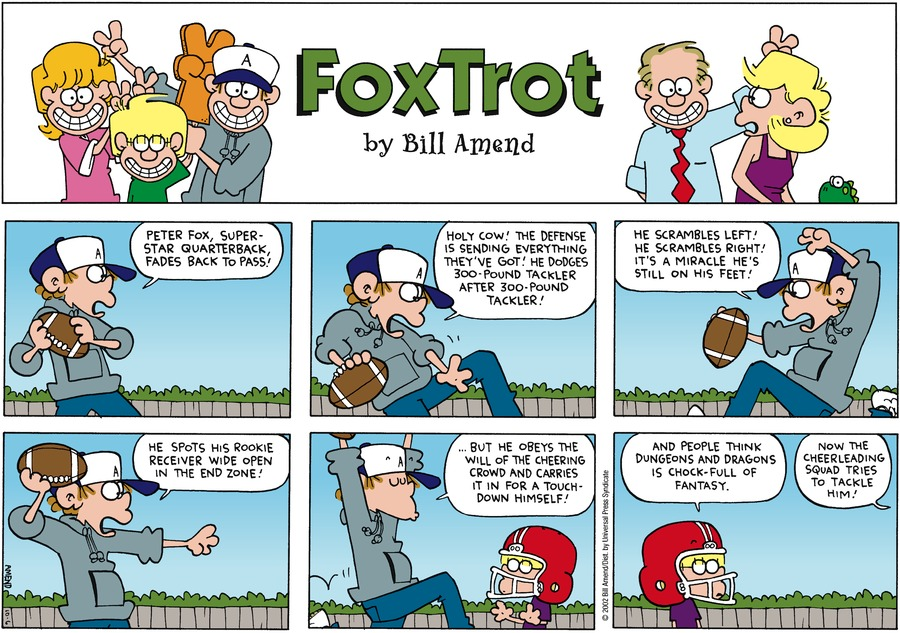 FoxTrot
by Bill Amend
PETER FOX, SUPER-
STAR QUARTERBACK,
FADES BACK TO PASS!
HOLY COW! THE DEFENSE
IS SENDING EVERYTHING
THEY'VE GOT! HE DODGES
300-POUND TACKLER
AFTER 300-POUND
TACKLER!
HE SCRAMBLES LEFT!
HE SCRAMBLES RIGHT!
IT'S A MIRACLE HE'S
STILL ON HIS FEET!
HE SPOTS HIS ROOKIE
RECEIVER WIDE OPEN
IN THE END ZONE!
AMEND
10-6
...BUT HE OBEYS THE
WILL OF THE CHEERING
CROWD AND CARRIES
IT IN FOR A TOUCH-
DOWN HIMSELF!
© 2002 Bill Amend/Dist. by Universal Press Syndicate
AND PEOPLE THINK
DUNGEONS AND DRAGONS
IS CHOCK-FULL OF
FANTASY.
NOW THE
CHEERLEADING
SQUAD TRIES
TO TACKLE
HIM!